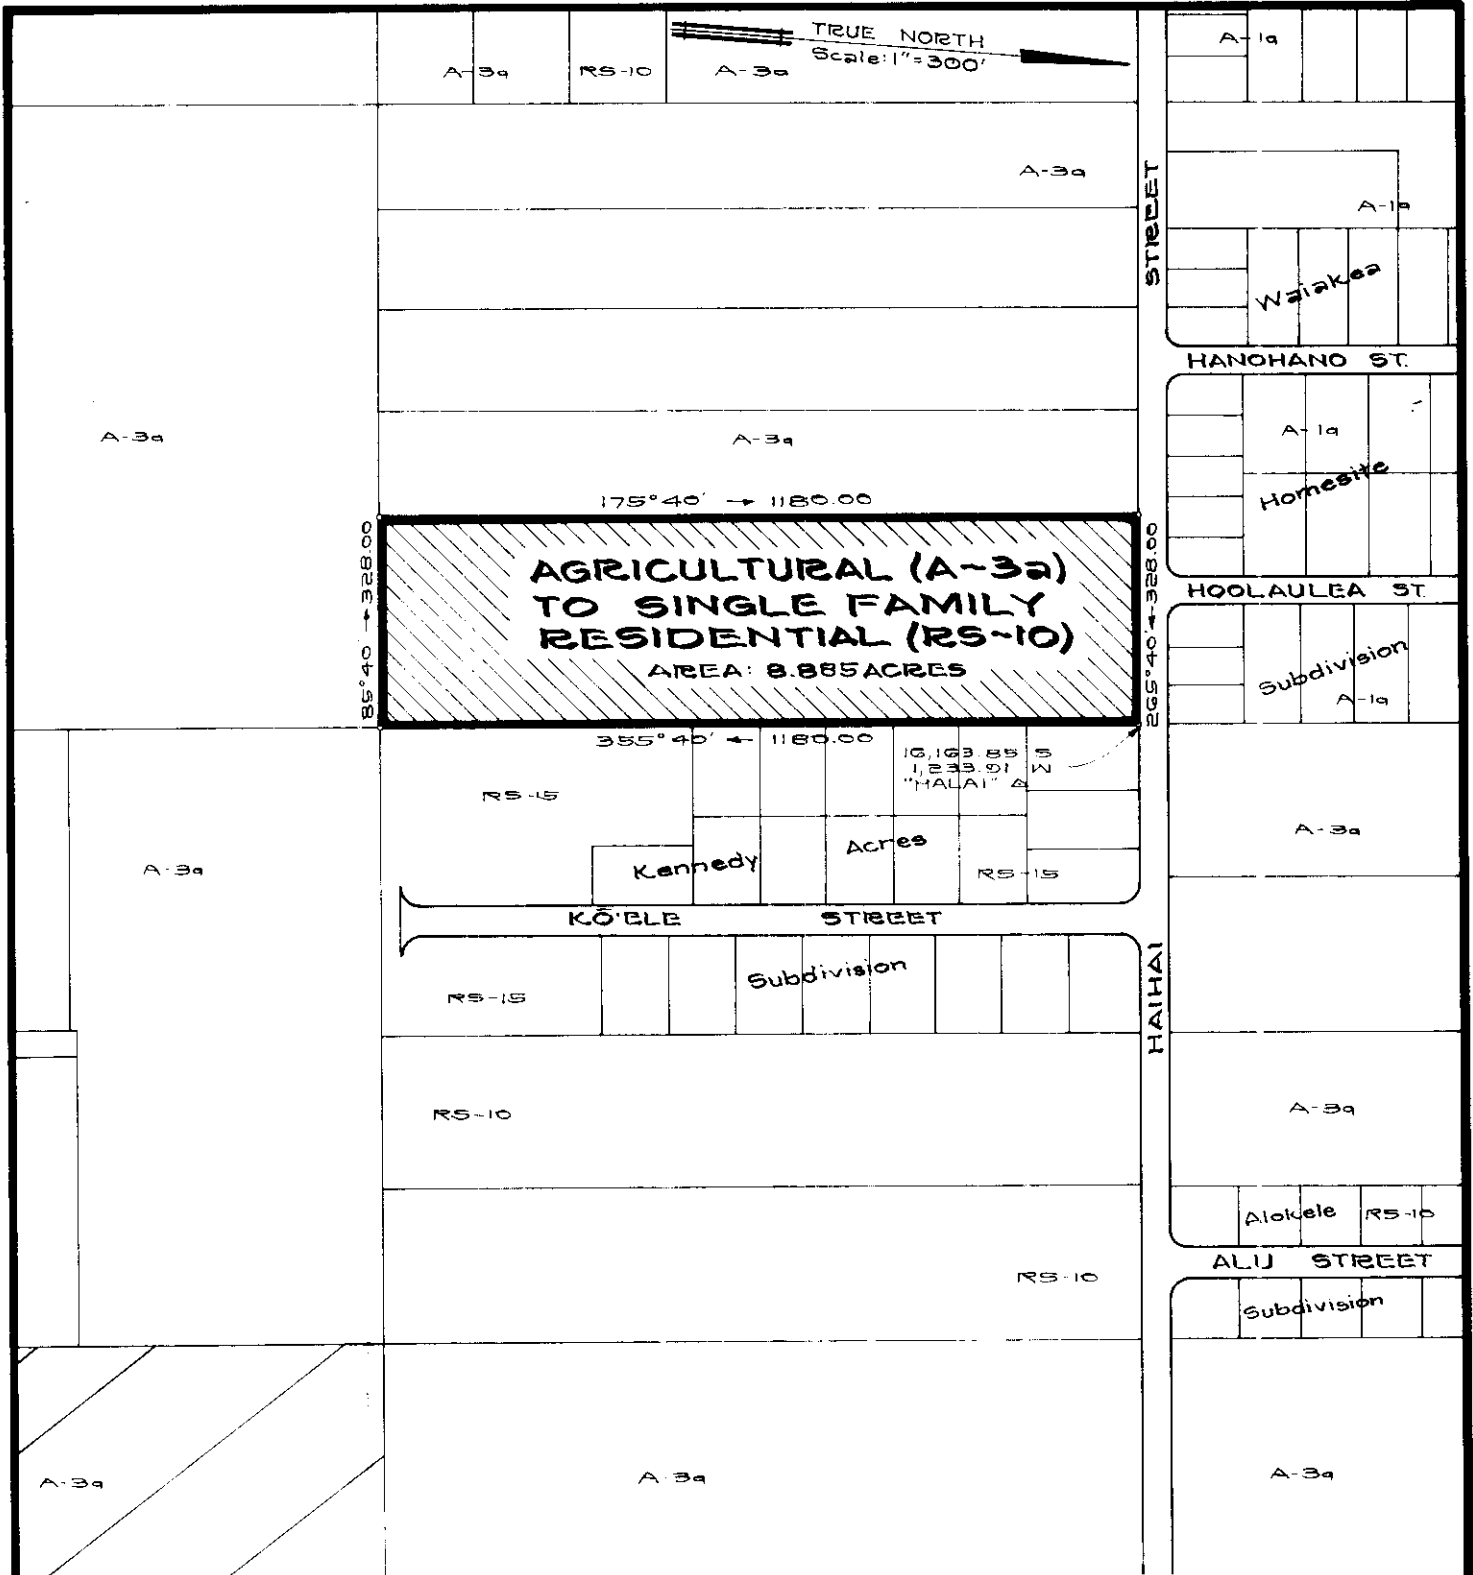 TRUE NORTH
Scale: 1"=300'
A-3a
RS-10
A-3a
A-1a
A-3a
STREET
A-1a
Waiakea
HANOHANO ST.
A-3a
A-3a
A-1a
Homesite
175°40' → 1180.00
85°40' → 328.00
265°40' → 328.00
AGRICULTURAL (A~3a)
TO SINGLE FAMILY
RESIDENTIAL (RS~10)
AREA: 8.885 ACRES
HOOLAULEA ST.
Subdivision
A-1a
355°40' ← 1180.00
16,163.85 S
1,233.91 W
"HALAI" △
RS-15
A-3a
A-3a
Kennedy Acres
RS-15
KŌ'ELE STREET
Subdivision
RS-15
HAIHAI
RS-10
A-3a
Alokele
RS-10
ALIJ STREET
RS-10
Subdivision
A-3a
A-3a
A-3a